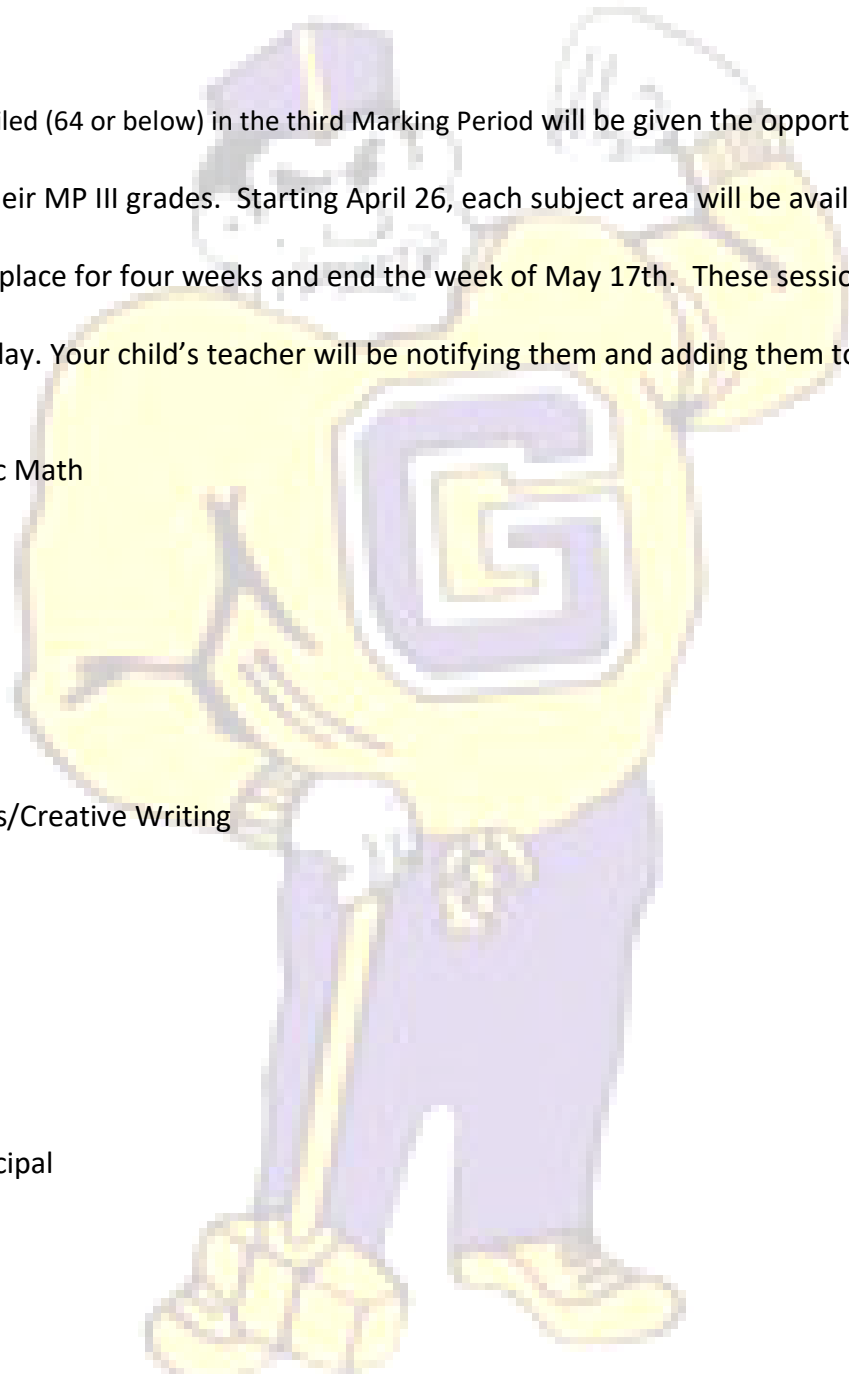 iled (64 or below) in the third Marking Period will be given the opport
eir MP III grades.  Starting April 26, each subject area will be avail
place for four weeks and end the week of May 17th.  These sessio
lay. Your child’s teacher will be notifying them and adding them to
c Math
s/Creative Writing
cipal
G